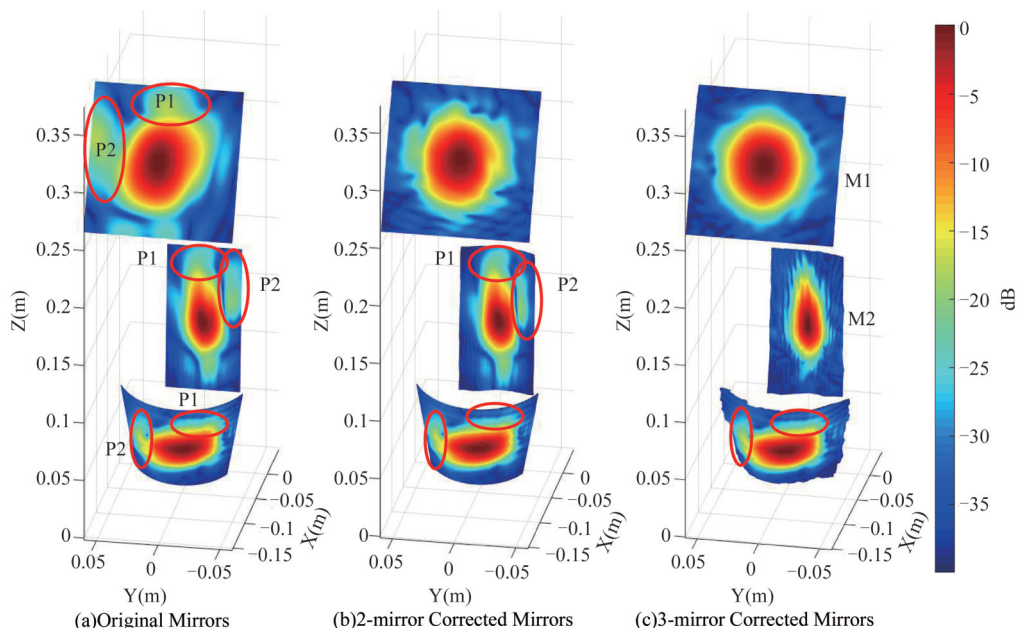 P1
P2
0.35
0.3
0.25
0.2
0.15
0.1
0.05
0
Z(m)
P1
P2
P1
P2
0.05
0
−0.05
Y(m)
0
−0.05
−0.1
−0.15
X(m)
(a)Original Mirrors
0.35
0.3
0.25
0.2
0.15
0.1
0.05
0
Z(m)
P1
P2
0.05
0
−0.05
Y(m)
0
−0.05
−0.1
−0.15
X(m)
(b)2-mirror Corrected Mirrors
0.35
0.3
0.25
0.2
0.15
0.1
0.05
0
Z(m)
M1
M2
0.05
0
−0.05
Y(m)
0
−0.05
−0.1
−0.15
X(m)
(c)3-mirror Corrected Mirrors
0
−5
−10
−15
−20
−25
−30
−35
dB